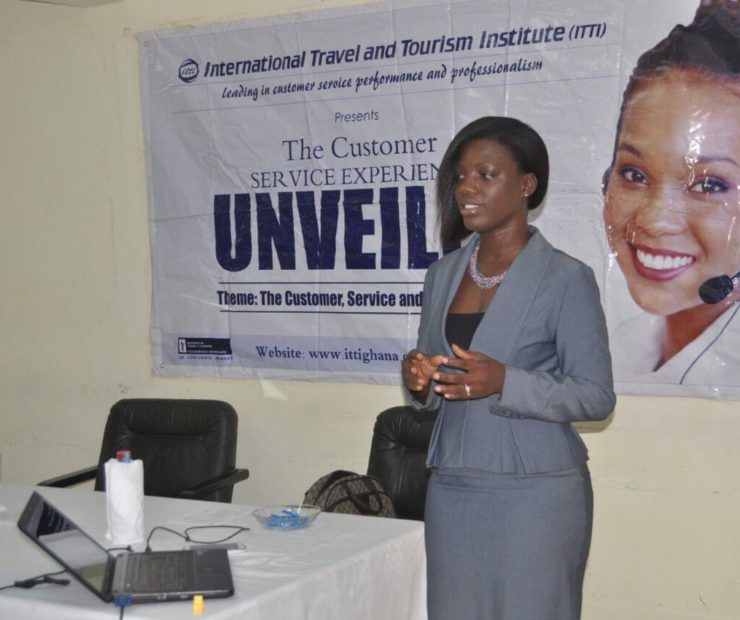 itti International Travel and Tourism Institute (ITTI)
Leading in customer service performance and professionalism
Presents
The Customer
SERVICE EXPERIEN
UNVEIL
Theme: The Customer, Service and
Website: www.ittighana.